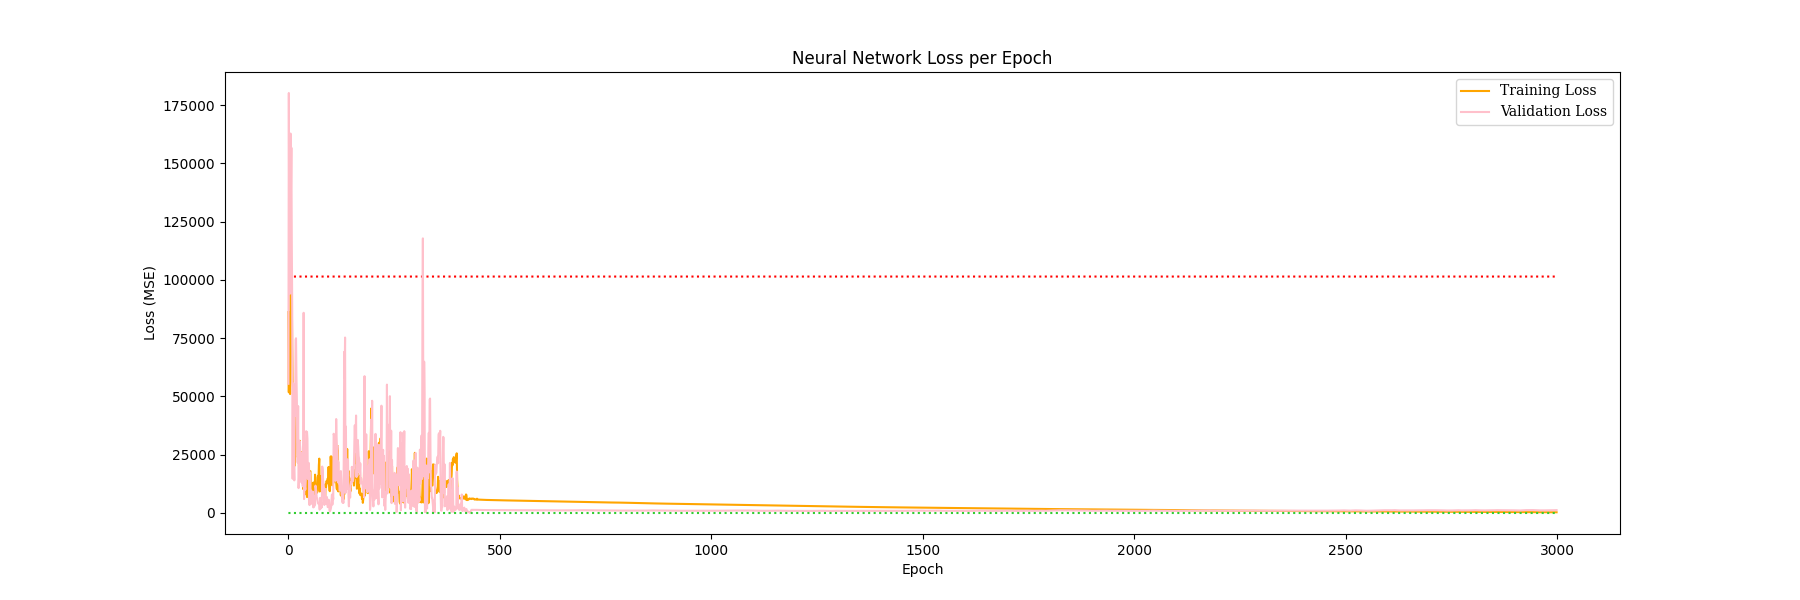 Neural Network Loss per Epoch
Training Loss
Validation Loss
175000
150000
125000
100000
75000
50000
25000
0
Loss (MSE)
0 500 1000 1500 2000 2500 3000
Epoch